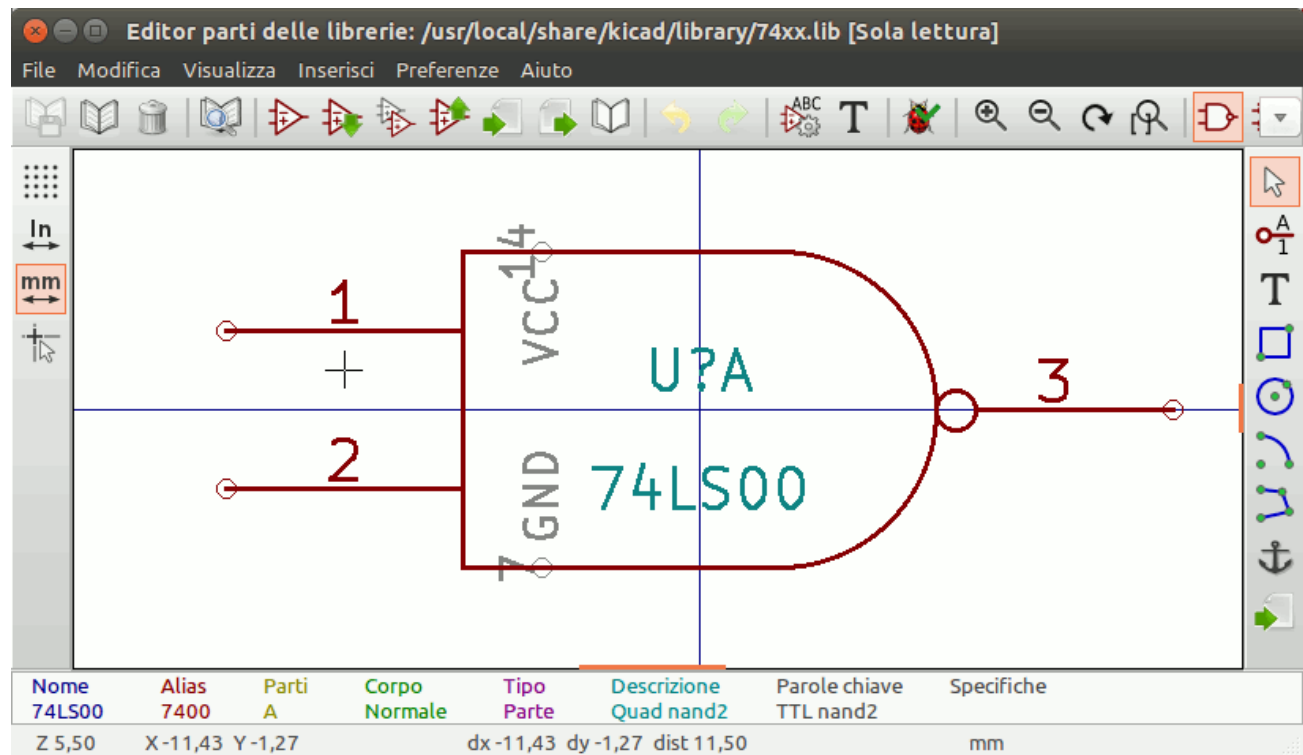 Editor parti delle librerie: /usr/local/share/kicad/library/74xx.lib [Sola lettura]
File Modifica Visualizza Inserisci Preferenze Aiuto
ABC
T
In
mm
A
1
T
14
VCC
1
2
U?A
3
GND
74LS00
7
Nome Alias Parti Corpo Tipo Descrizione Parole chiave Specifiche
74LS00 7400 A Normale Parte Quad nand2 TTL nand2
Z 5,50 X -11,43 Y -1,27 dx -11,43 dy -1,27 dist 11,50 mm